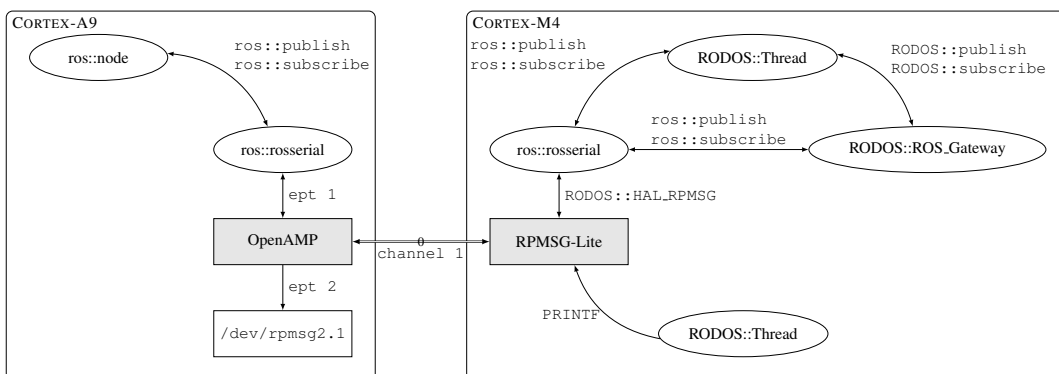 CORTEX-A9
ros::node
ros::publish
ros::subscribe
ros::rosserial
ept 1
OpenAMP
ept 2
/dev/rpmsg2.1
0
channel 1
CORTEX-M4
ros::publish
ros::subscribe
RODOS::Thread
RODOS::publish
RODOS::subscribe
ros::publish
ros::subscribe
ros::rosserial
RODOS::ROS_Gateway
RODOS::HAL_RPMSG
RPMSG-Lite
PRINTF
RODOS::Thread